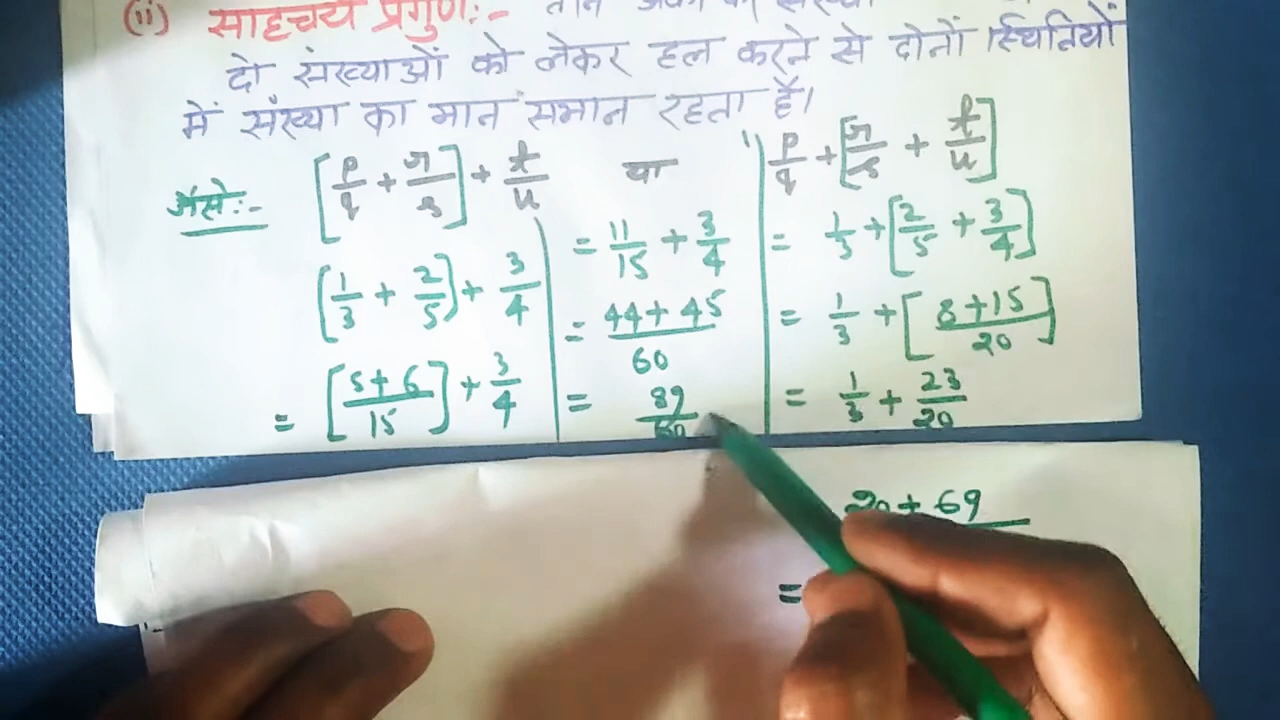 (ii) साहचर्य प्रगुण:-
दो संख्याओं को लेकर हल करने से दोनों स्थितियों
में संख्या का मान समान रहता है।
जैसे:- [p/q + r/s] + t/u या p/q + [r/s + t/u]
(1/3 + 2/5) + 3/4
= [5+6/15] + 3/4
= 11/15 + 3/4
= 44+45/60
= 89/60
= 1/3 + [2/5 + 3/4]
= 1/3 + [8+15/20]
= 1/3 + 23/20
20+69
=